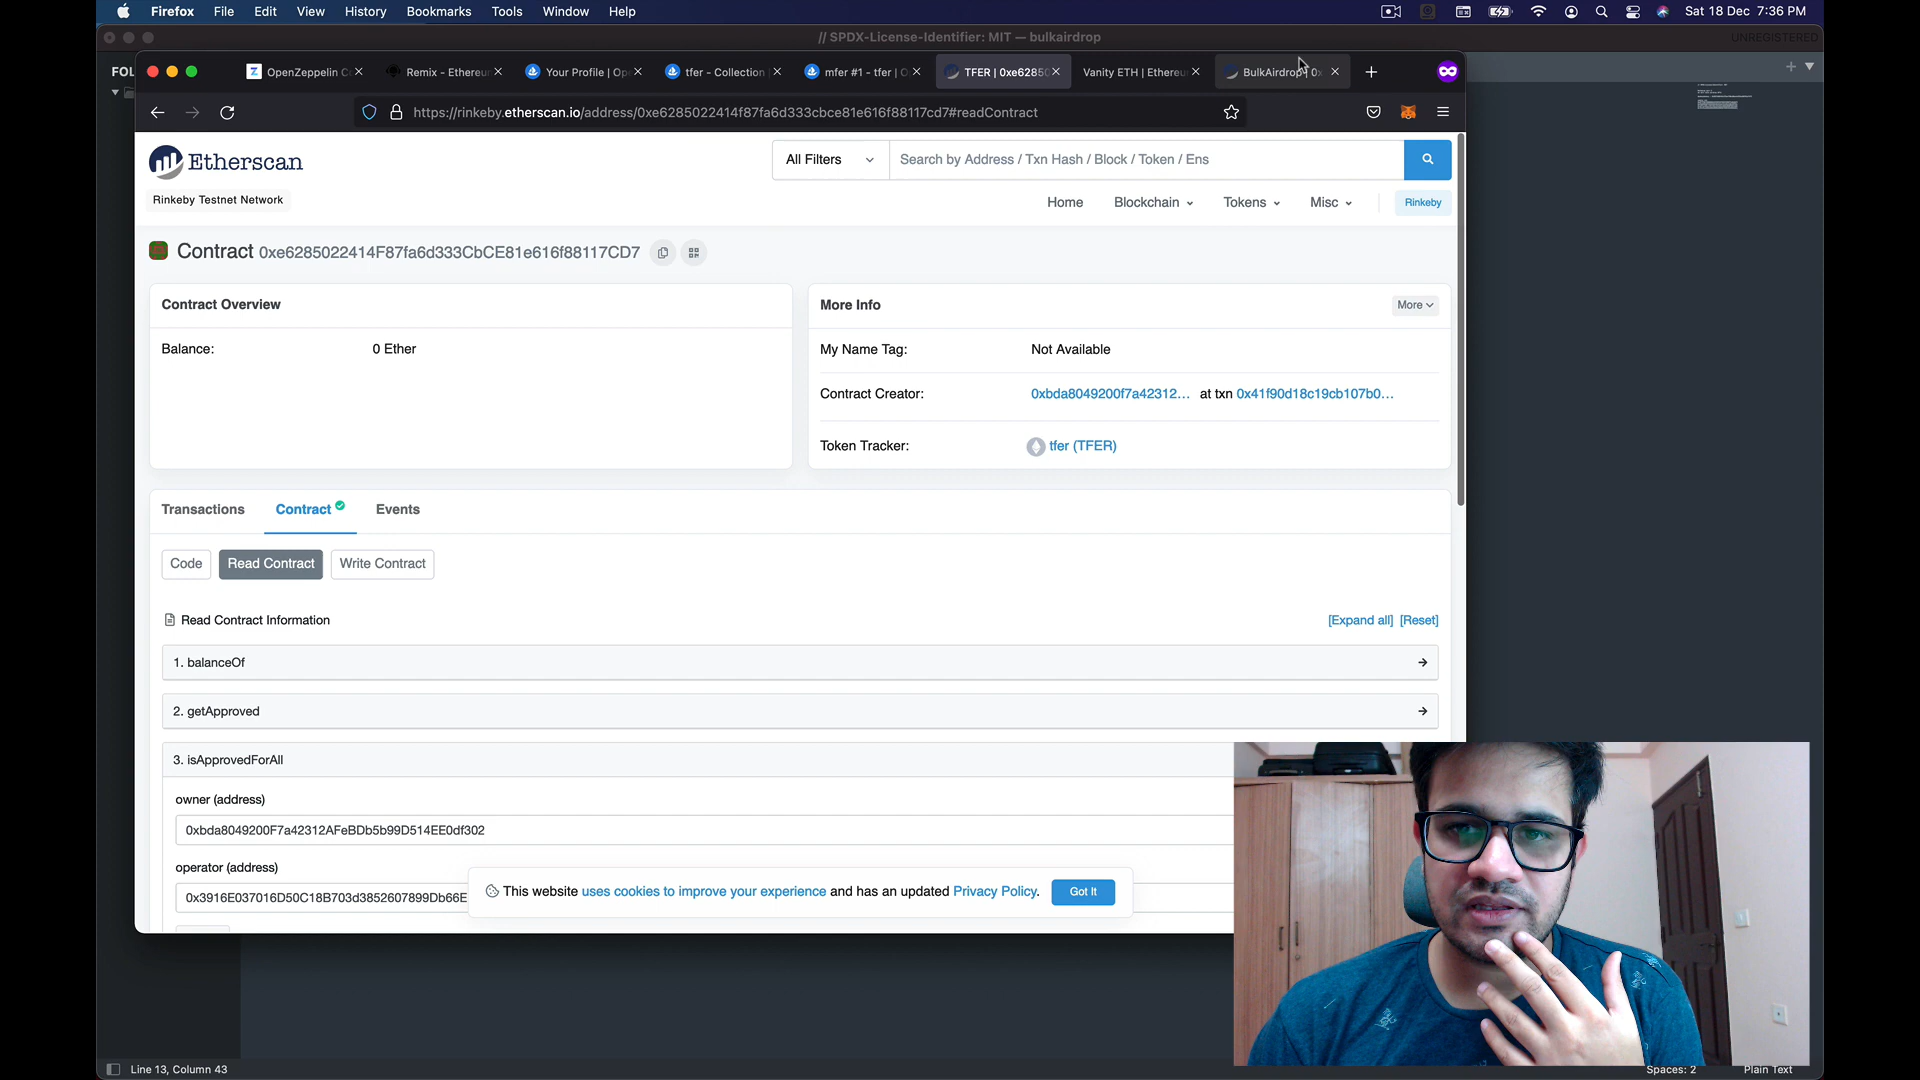 Firefox File Edit View History Bookmarks Tools Window Help
Sat 18 Dec 7:36 PM
// SPDX-License-Identifier: MIT — bulkairdrop
UNREGISTERED
FOL
OpenZeppelin C
Remix - Ethereu
Your Profile | Op
tfer - Collection
mfer #1 - tfer | O
TFER | 0xe6285
Vanity ETH | Ethereu
BulkAirdrop | 0x
https://rinkeby.etherscan.io/address/0xe6285022414f87fa6d333cbce81e616f88117cd7#readContract
Etherscan
All Filters
Search by Address / Txn Hash / Block / Token / Ens
Rinkeby Testnet Network
Home Blockchain Tokens Misc
Rinkeby
Contract 0xe6285022414F87fa6d333CbCE81e616f88117CD7
Contract Overview
Balance: 0 Ether
More Info
More
My Name Tag: Not Available
Contract Creator: 0xbda8049200f7a42312... at txn 0x41f90d18c19cb107b0...
Token Tracker: tfer (TFER)
Transactions Contract Events
Code Read Contract Write Contract
Read Contract Information
[Expand all] [Reset]
1. balanceOf
2. getApproved
3. isApprovedForAll
owner (address)
0xbda8049200F7a42312AFeBDb5b99D514EE0df302
operator (address)
0x3916E037016D50C18B703d3852607899Db66E
This website uses cookies to improve your experience and has an updated Privacy Policy.
Got It
Line 13, Column 43
Spaces: 2
Plain Text